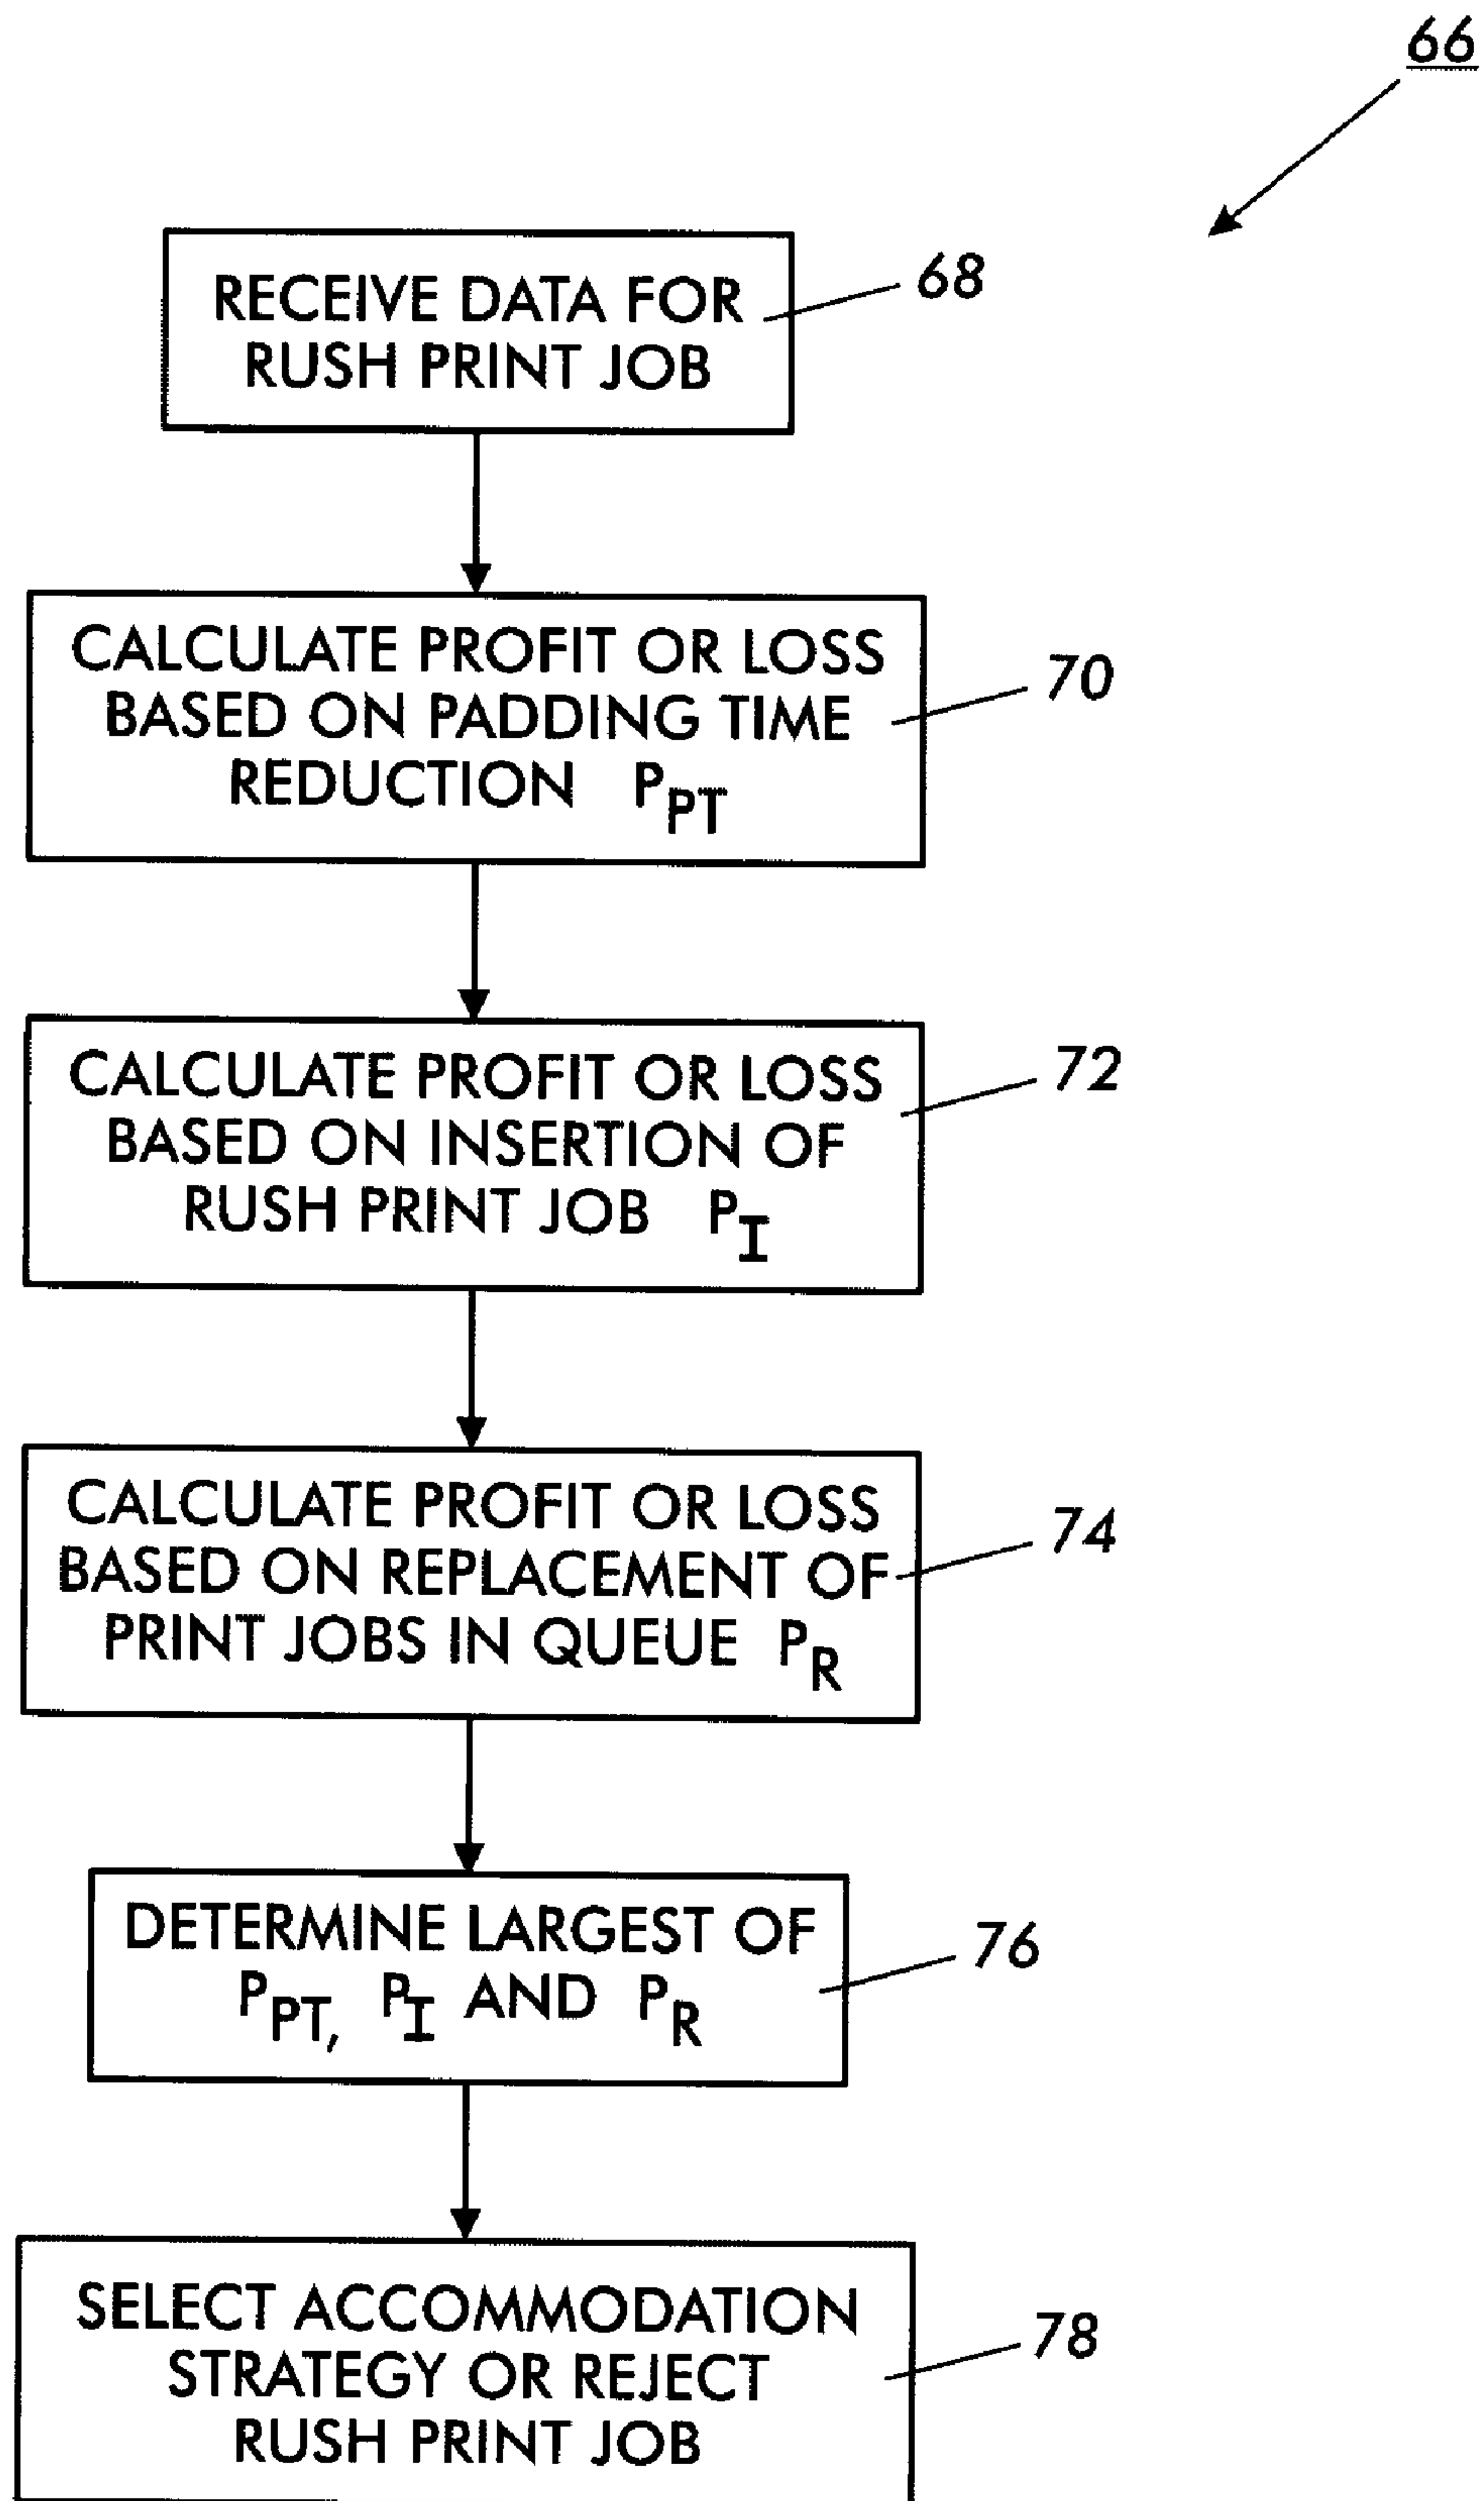 66
RECEIVE DATA FOR
RUSH PRINT JOB
68
CALCULATE PROFIT OR LOSS
BASED ON PADDING TIME
REDUCTION P_PT
70
CALCULATE PROFIT OR LOSS
BASED ON INSERTION OF
RUSH PRINT JOB P_I
72
CALCULATE PROFIT OR LOSS
BASED ON REPLACEMENT OF
PRINT JOBS IN QUEUE P_R
74
DETERMINE LARGEST OF
P_PT, P_I AND P_R
76
SELECT ACCOMMODATION
STRATEGY OR REJECT
RUSH PRINT JOB
78